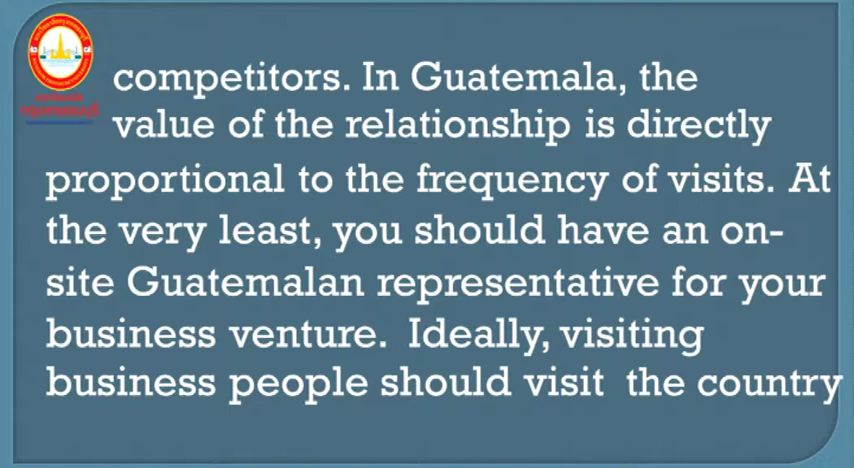 competitors. In Guatemala, the
value of the relationship is directly
proportional to the frequency of visits. At
the very least, you should have an on-
site Guatemalan representative for your
business venture. Ideally, visiting
business people should visit the country